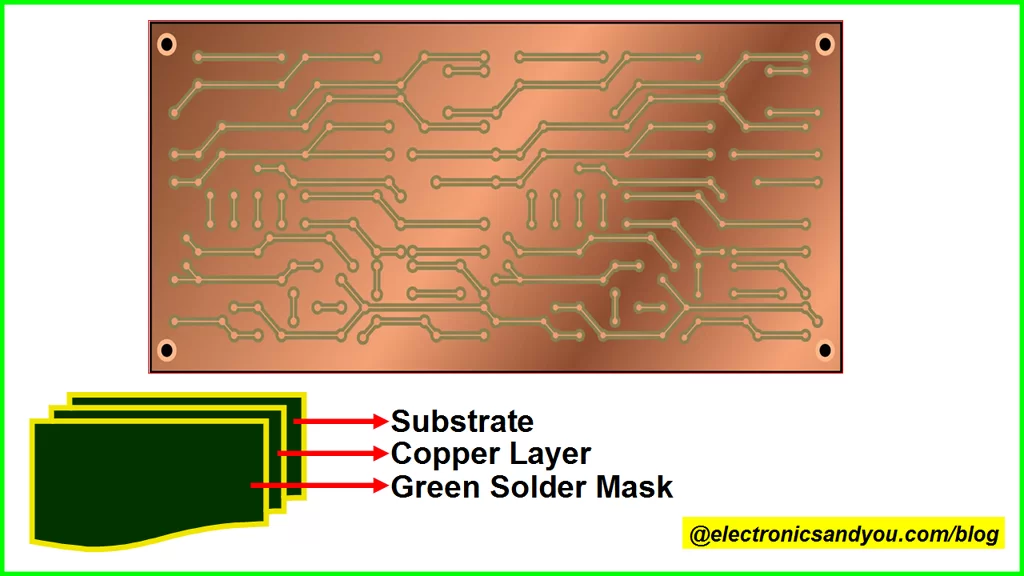 Substrate
Copper Layer
Green Solder Mask
@electronicsandyou.com/blog